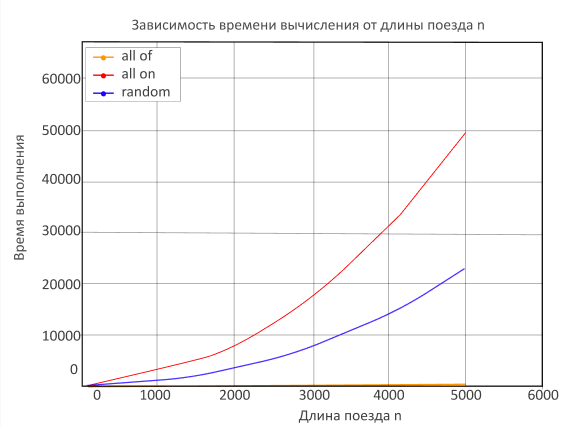 Зависимость времени вычисления от длины поезда n
all of
all on
random
60000
50000
40000
30000
20000
10000
0
Время выполнения
0 1000 2000 3000 4000 5000 6000
Длина поезда n